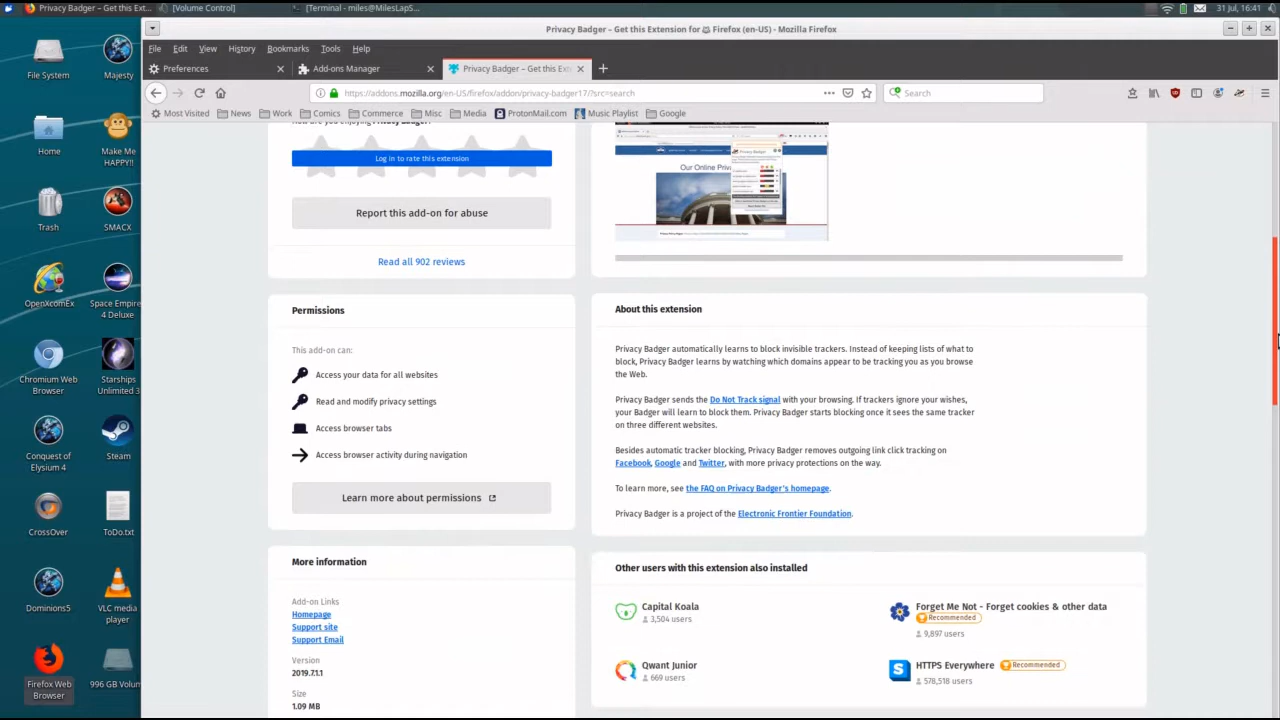 Privacy Badger – Get this Ext...
[Volume Control]
[Terminal - miles@MilesLapS...
31 Jul, 16:41
Privacy Badger – Get this Extension for 🦊 Firefox (en-US) - Mozilla Firefox
File Edit View History Bookmarks Tools Help
Preferences
Add-ons Manager
Privacy Badger – Get this Ext
https://addons.mozilla.org/en-US/firefox/addon/privacy-badger17/?src=search
Search
Most Visited News Work Comics Commerce Misc Media ProtonMail.com Music Playlist Google
File System
Majesty
Home
Make Me
HAPPY!!
Trash
SMACX
OpenXcomEx
Space Empire
4 Deluxe
Chromium Web
Browser
Starships
Unlimited 3
Conquest of
Elysium 4
Steam
CrossOver
ToDo.txt
Dominions5
VLC media
player
Firefox Web
Browser
996 GB Volum
How are you enjoying Privacy Badger?
Log in to rate this extension
Report this add-on for abuse
Read all 902 reviews
Permissions
This add-on can:
Access your data for all websites
Read and modify privacy settings
Access browser tabs
Access browser activity during navigation
Learn more about permissions
More information
Add-on Links
Homepage
Support site
Support Email
Version
2019.7.1.1
Size
1.09 MB
Our Online Priv
Privacy Badger
About this extension
Privacy Badger automatically learns to block invisible trackers. Instead of keeping lists of what to
block, Privacy Badger learns by watching which domains appear to be tracking you as you browse
the Web.
Privacy Badger sends the Do Not Track signal with your browsing. If trackers ignore your wishes,
your Badger will learn to block them. Privacy Badger starts blocking once it sees the same tracker
on three different websites.
Besides automatic tracker blocking, Privacy Badger removes outgoing link click tracking on
Facebook, Google and Twitter, with more privacy protections on the way.
To learn more, see the FAQ on Privacy Badger's homepage.
Privacy Badger is a project of the Electronic Frontier Foundation.
Other users with this extension also installed
Capital Koala
3,504 users
Forget Me Not - Forget cookies & other data
Recommended
9,897 users
Qwant Junior
669 users
HTTPS Everywhere Recommended
578,518 users